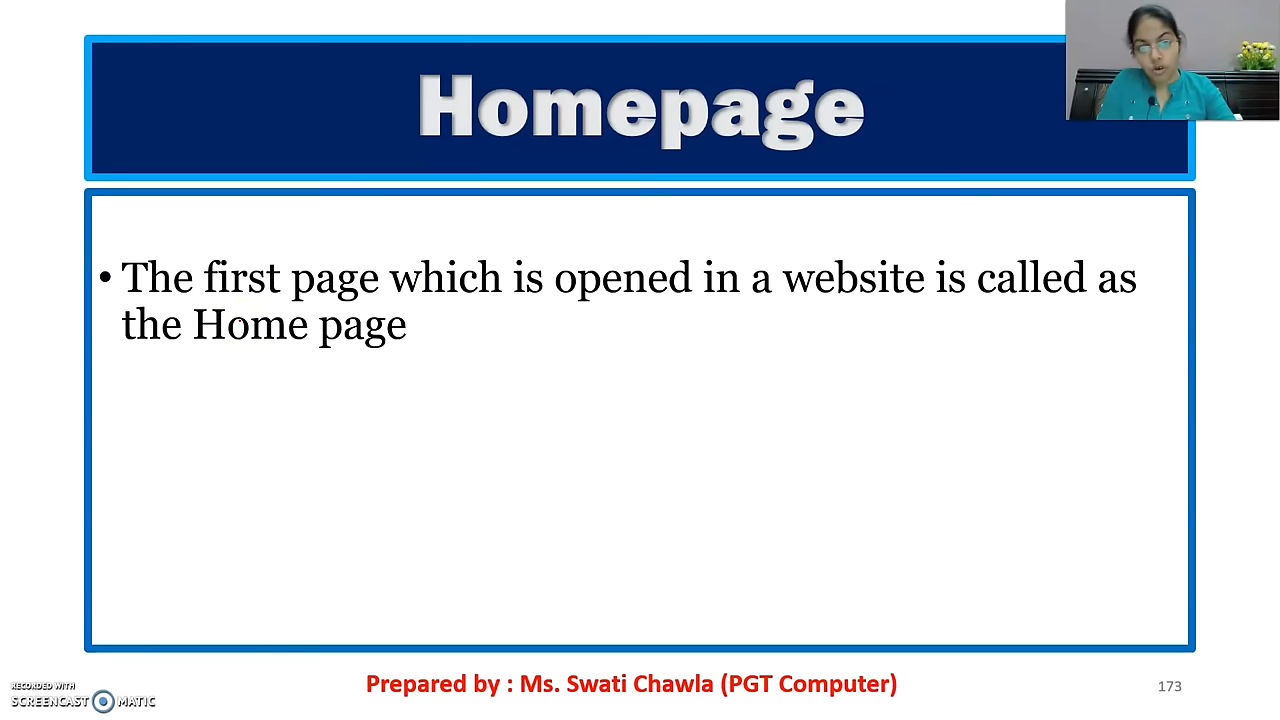 Homepage
• The first page which is opened in a website is called as
the Home page
Prepared by : Ms. Swati Chawla (PGT Computer)
173
RECORDED WITH
SCREENCAST MATIC